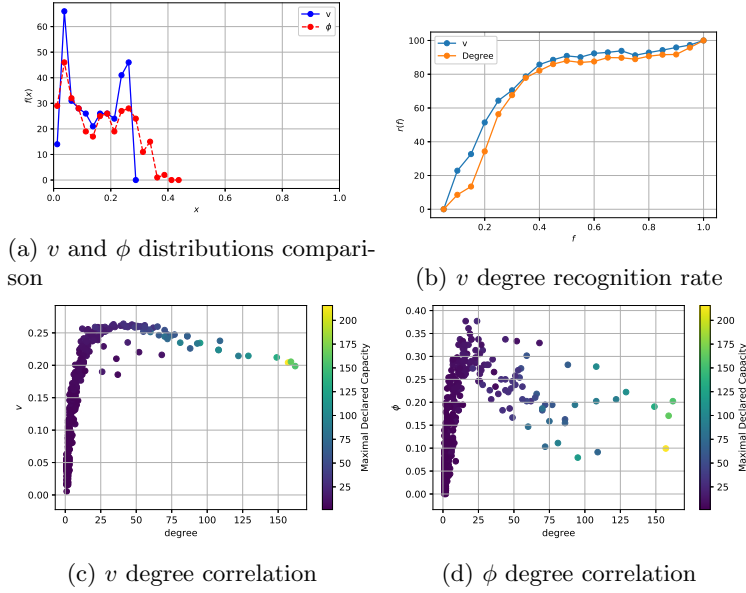 60
50
40
30
20
10
0
f(x)
0.0 0.2 0.4 0.6 0.8 1.0
x
v
ϕ
(a) v and ϕ distributions compari-
son
100
80
60
40
20
0
r(f)
0.2 0.4 0.6 0.8 1.0
f
v
Degree
(b) v degree recognition rate
0.25
0.20
0.15
0.10
0.05
0.00
v
0 25 50 75 100 125 150
degree
200
175
150
125
100
75
50
25
Maximal Declared Capacity
(c) v degree correlation
0.40
0.35
0.30
0.25
0.20
0.15
0.10
0.05
0.00
ϕ
0 25 50 75 100 125 150
degree
200
175
150
125
100
75
50
25
Maximal Declared Capacity
(d) ϕ degree correlation